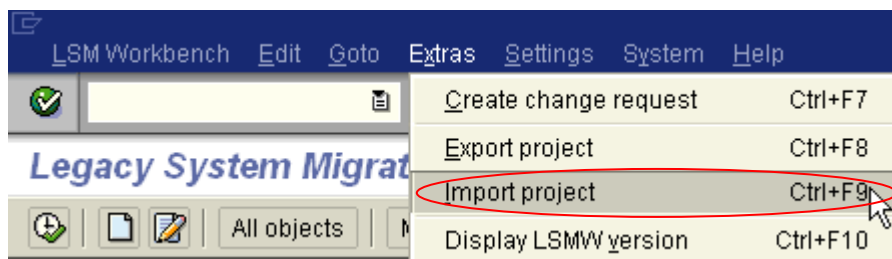 LSM Workbench Edit Goto Extras Settings System Help
Create change request Ctrl+F7
Export project Ctrl+F8
Legacy System Migrat
Import project Ctrl+F9
All objects
Display LSMW version Ctrl+F10